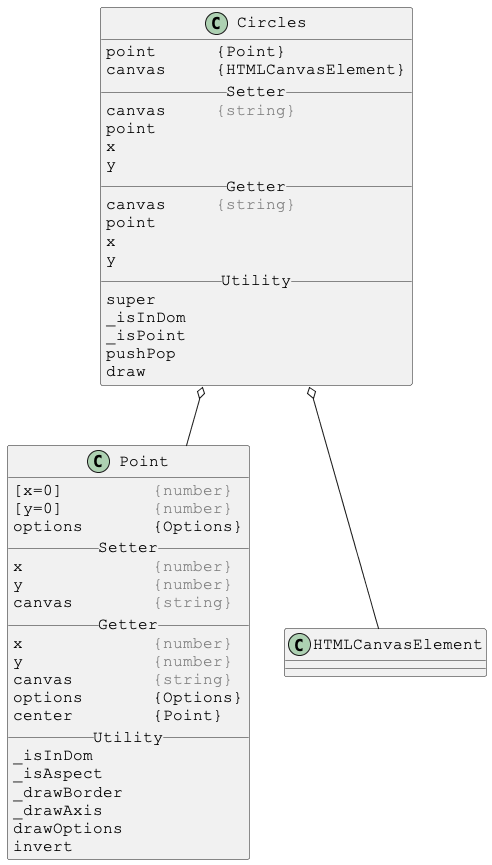 C Circles
point {Point}
canvas {HTMLCanvasElement}
Setter
canvas {string}
point
x
y
Getter
canvas {string}
point
x
y
Utility
super
_isInDom
_isPoint
pushPop
draw
C Point
[x=0] {number}
[y=0] {number}
options {Options}
Setter
x {number}
y {number}
canvas {string}
Getter
x {number}
y {number}
canvas {string}
options {Options}
center {Point}
Utility
_isInDom
_isAspect
_drawBorder
_drawAxis
drawOptions
invert
C HTMLCanvasElement